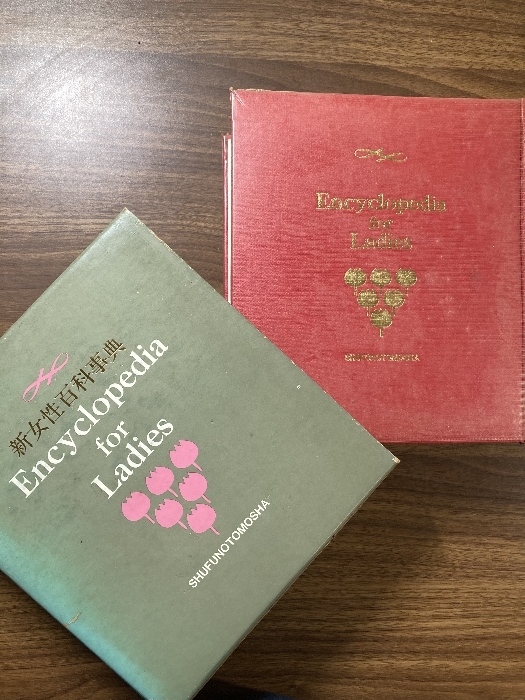 新女性百科事典
Encyclopedia
for
Ladies
SHUFUNOTOMOSHA
Encyclopedia
for
Ladies
SHUFUNOTOMOSHA